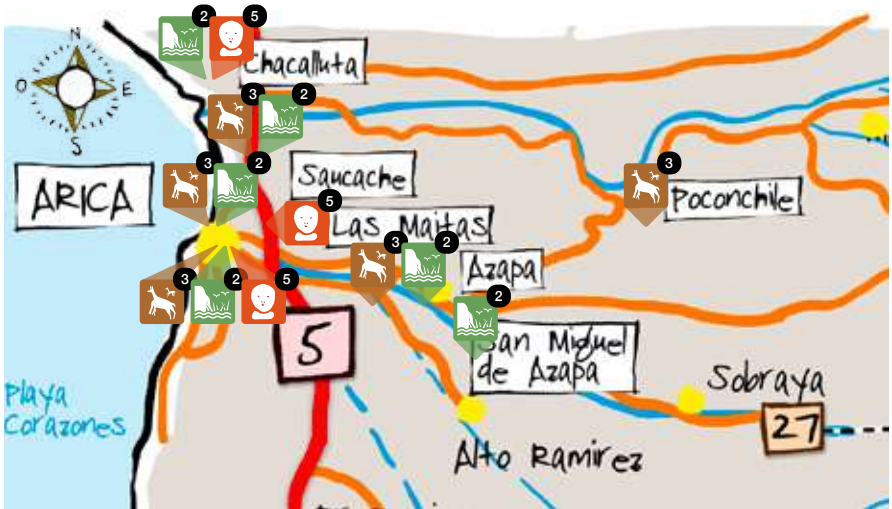 N
O
E
S
2
5
Chacalluta
3
2
3
2
ARICA
Saucache
5
Las Maitas
3
Poconchile
3
2
Azapa
3
2
5
2
San Miguel
de Azapa
5
Playa
Corazones
Sobraya
27
Alto Ramirez